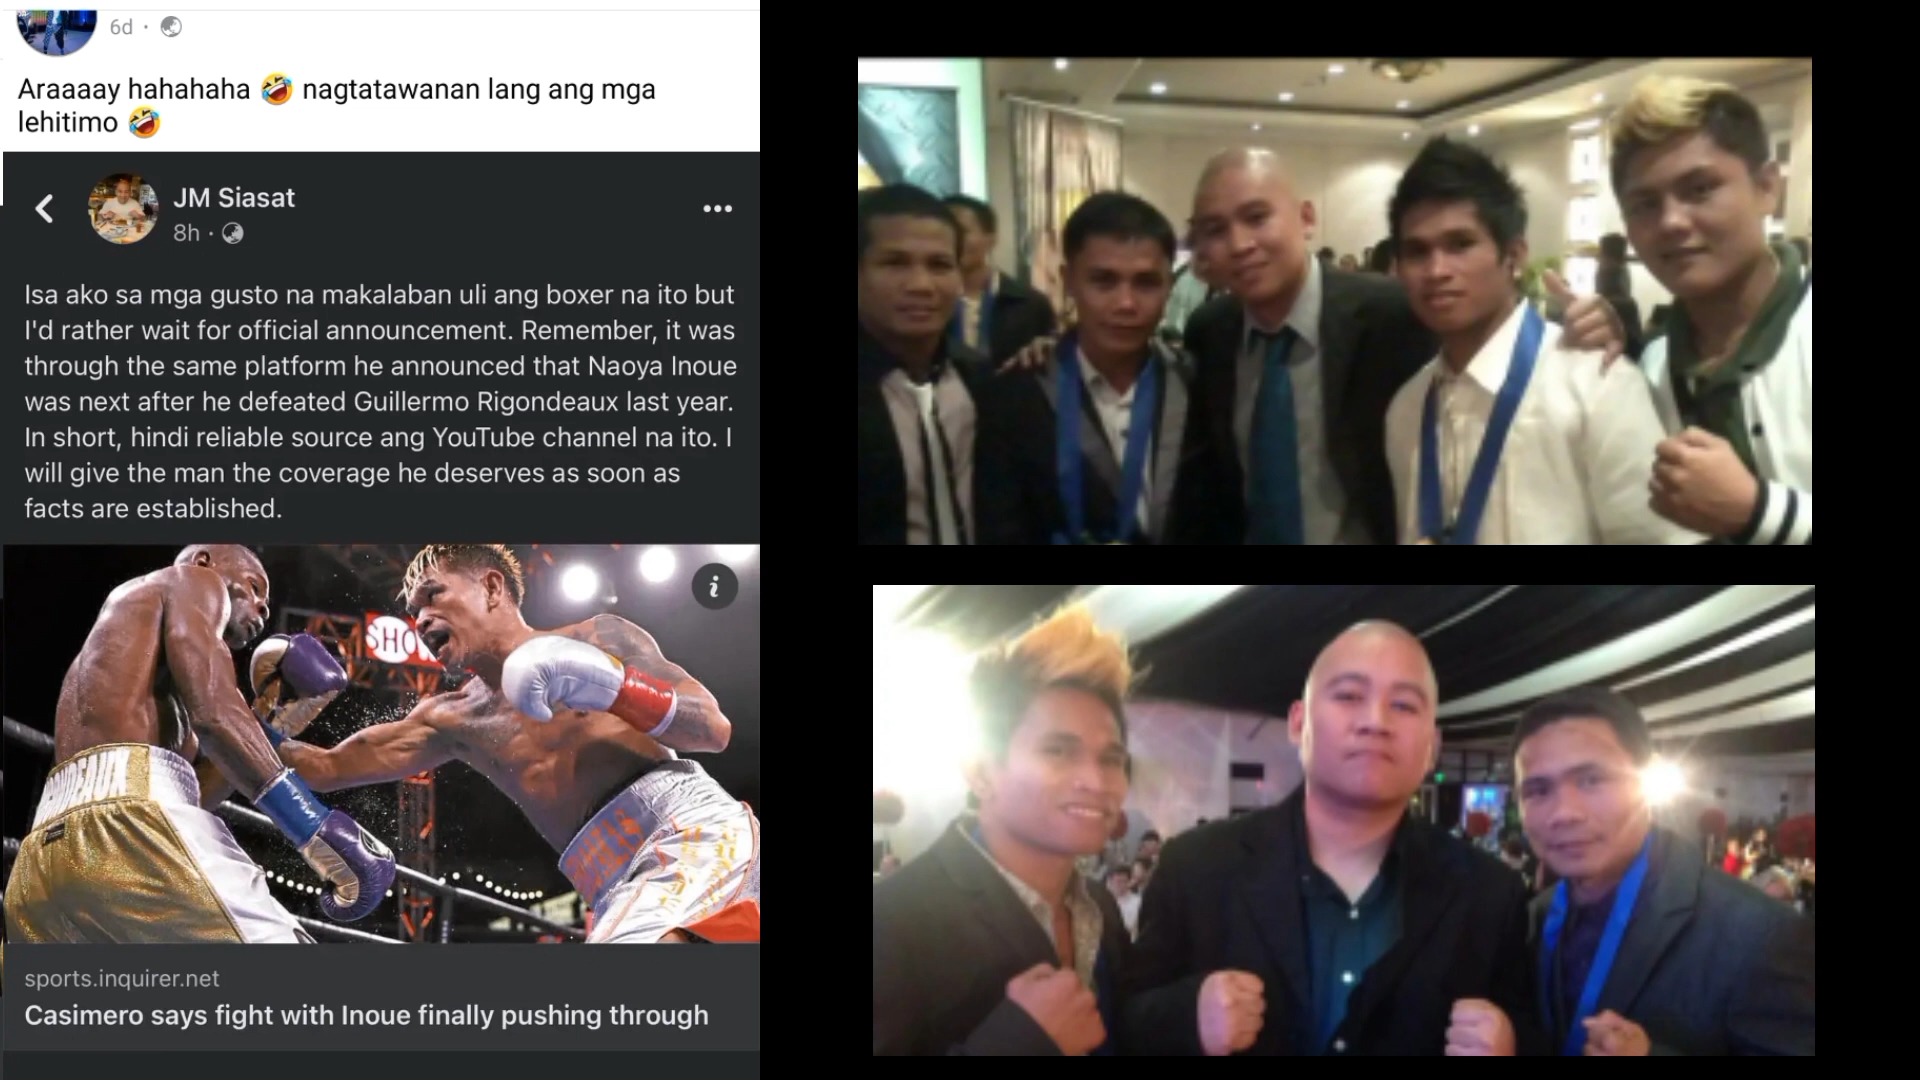 6d ·
Araaaay hahahaha 🤣 nagtatawanan lang ang mga
lehitimo 🤣
JM Siasat
8h ·
Isa ako sa mga gusto na makalaban uli ang boxer na ito but
I'd rather wait for official announcement. Remember, it was
through the same platform he announced that Naoya Inoue
was next after he defeated Guillermo Rigondeaux last year.
In short, hindi reliable source ang YouTube channel na ito. I
will give the man the coverage he deserves as soon as
facts are established.
SHO
sports.inquirer.net
Casimero says fight with Inoue finally pushing through